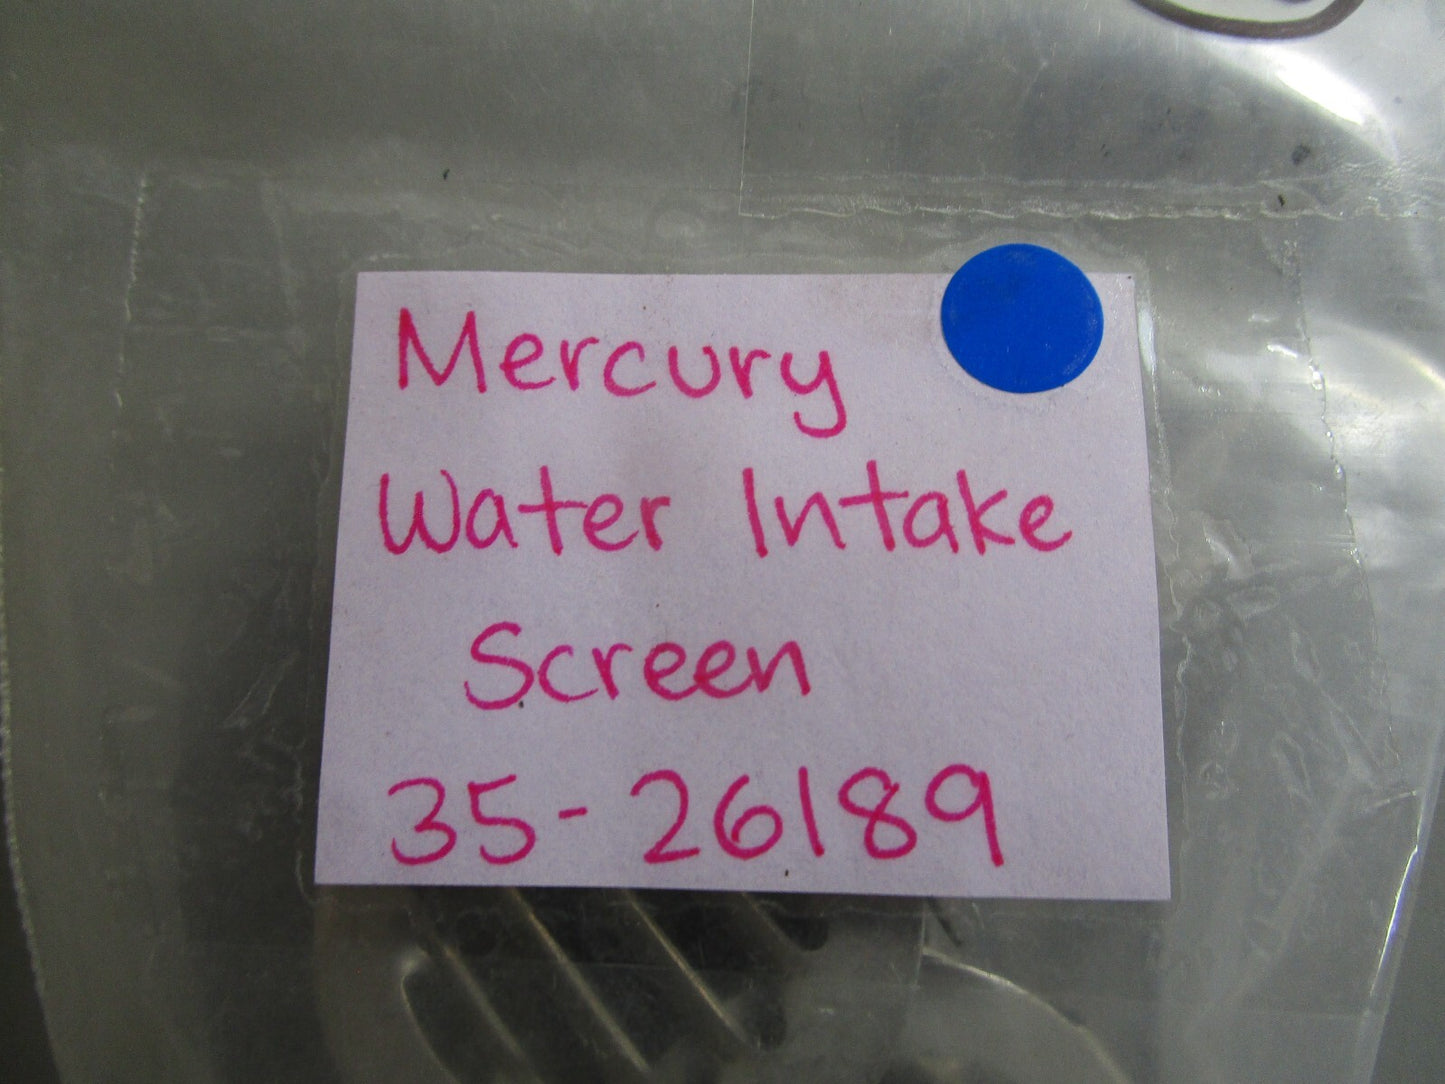 Mercury
Water Intake
Screen
35-26189